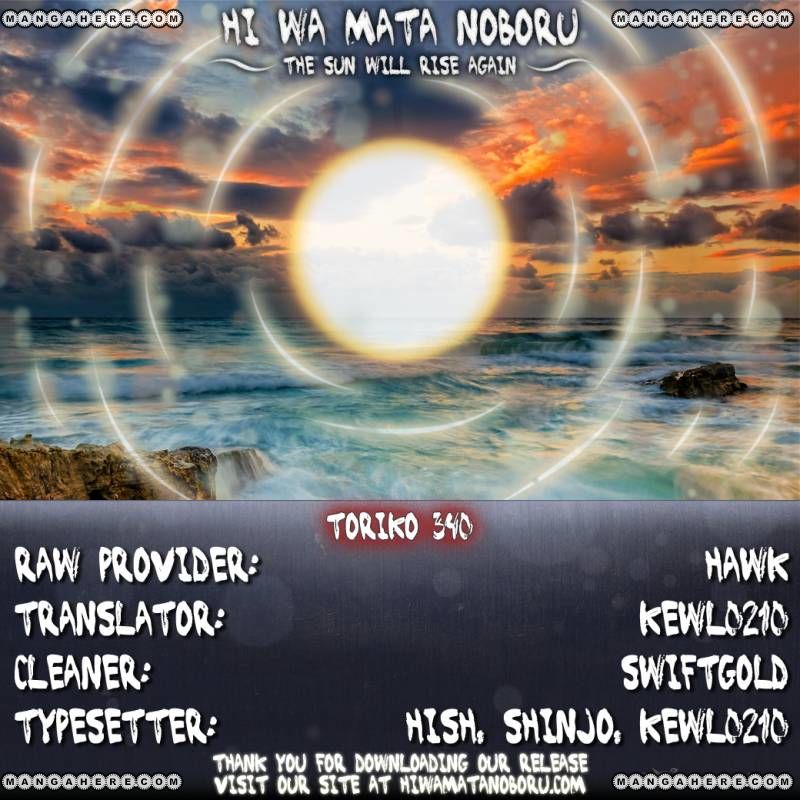 MANGAHERE.COM MANGAHERE.COM
HI WA MATA NOBORU
THE SUN WILL RISE AGAIN
TORIKO 340
RAW PROVIDER: HAWK
TRANSLATOR: KEWL0210
CLEANER: SWIFTGOLD
TYPESETTER: HISH, SHINJO, KEWL0210
THANK YOU FOR DOWNLOADING OUR RELEASE
VISIT OUR SITE AT HIWAMATANOBORU.COM
MANGAHERE.COM MANGAHERE.COM